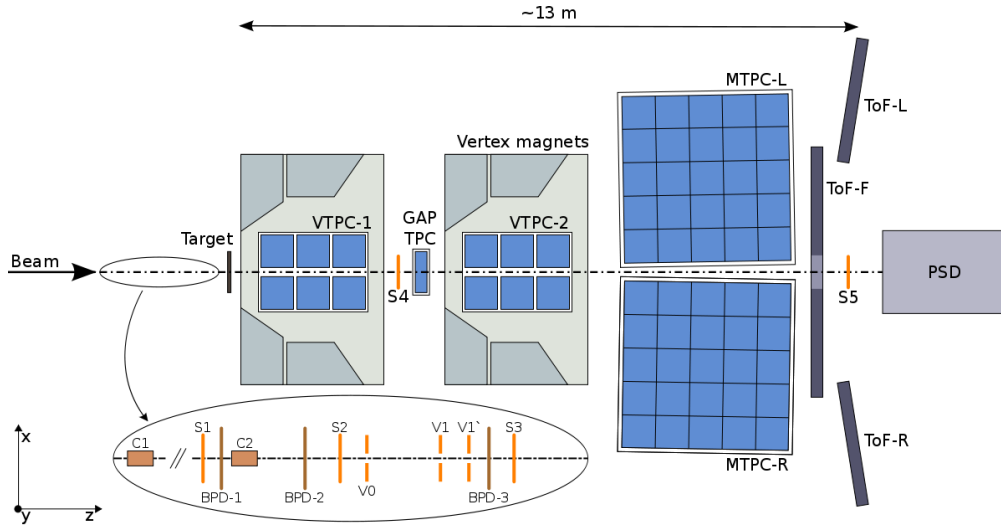 ~13 m
MTPC-L
ToF-L
Vertex magnets
ToF-F
VTPC-1
GAP
TPC
VTPC-2
Target
Beam
S4
S5
PSD
x
y
z
C1
S1
C2
S2
V1
V1`
S3
BPD-1
BPD-2
V0
BPD-3
MTPC-R
ToF-R